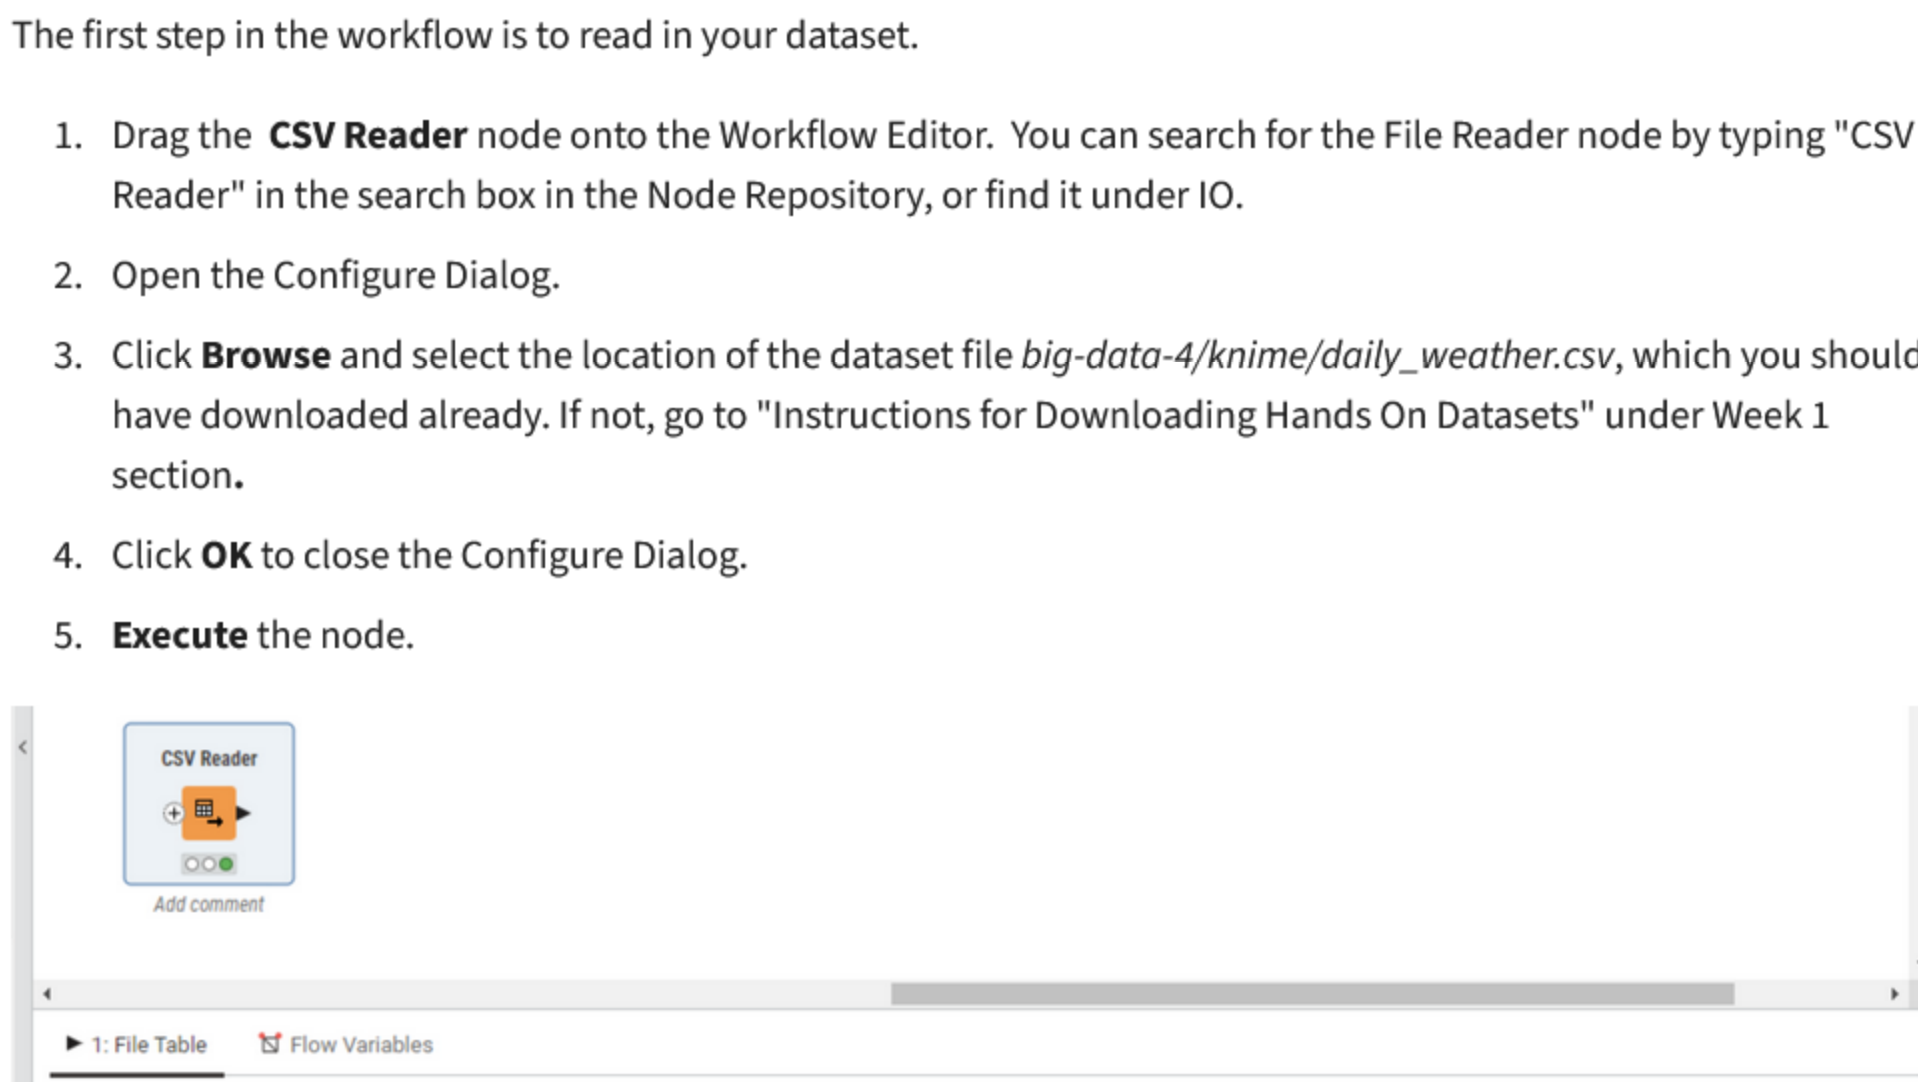 The first step in the workflow is to read in your dataset.
1. Drag the CSV Reader node onto the Workflow Editor. You can search for the File Reader node by typing "CSV
Reader" in the search box in the Node Repository, or find it under IO.
2. Open the Configure Dialog.
3. Click Browse and select the location of the dataset file big-data-4/knime/daily_weather.csv, which you should
have downloaded already. If not, go to "Instructions for Downloading Hands On Datasets" under Week 1
section.
4. Click OK to close the Configure Dialog.
5. Execute the node.
CSV Reader
Add comment
1: File Table Flow Variables